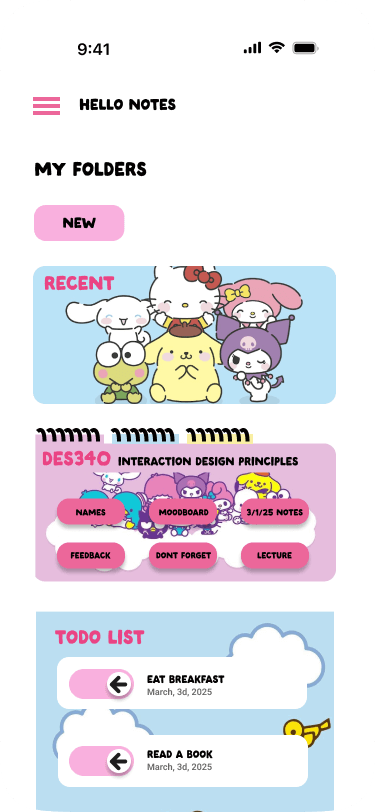 9:41
HELLO NOTES
MY FOLDERS
NEW
RECENT
DES340 INTERACTION DESIGN PRINCIPLES
NAMES MOODBOARD 3/1/25 NOTES
FEEDBACK DONT FORGET LECTURE
TODO LIST
EAT BREAKFAST
March, 3d, 2025
READ A BOOK
March, 3d, 2025